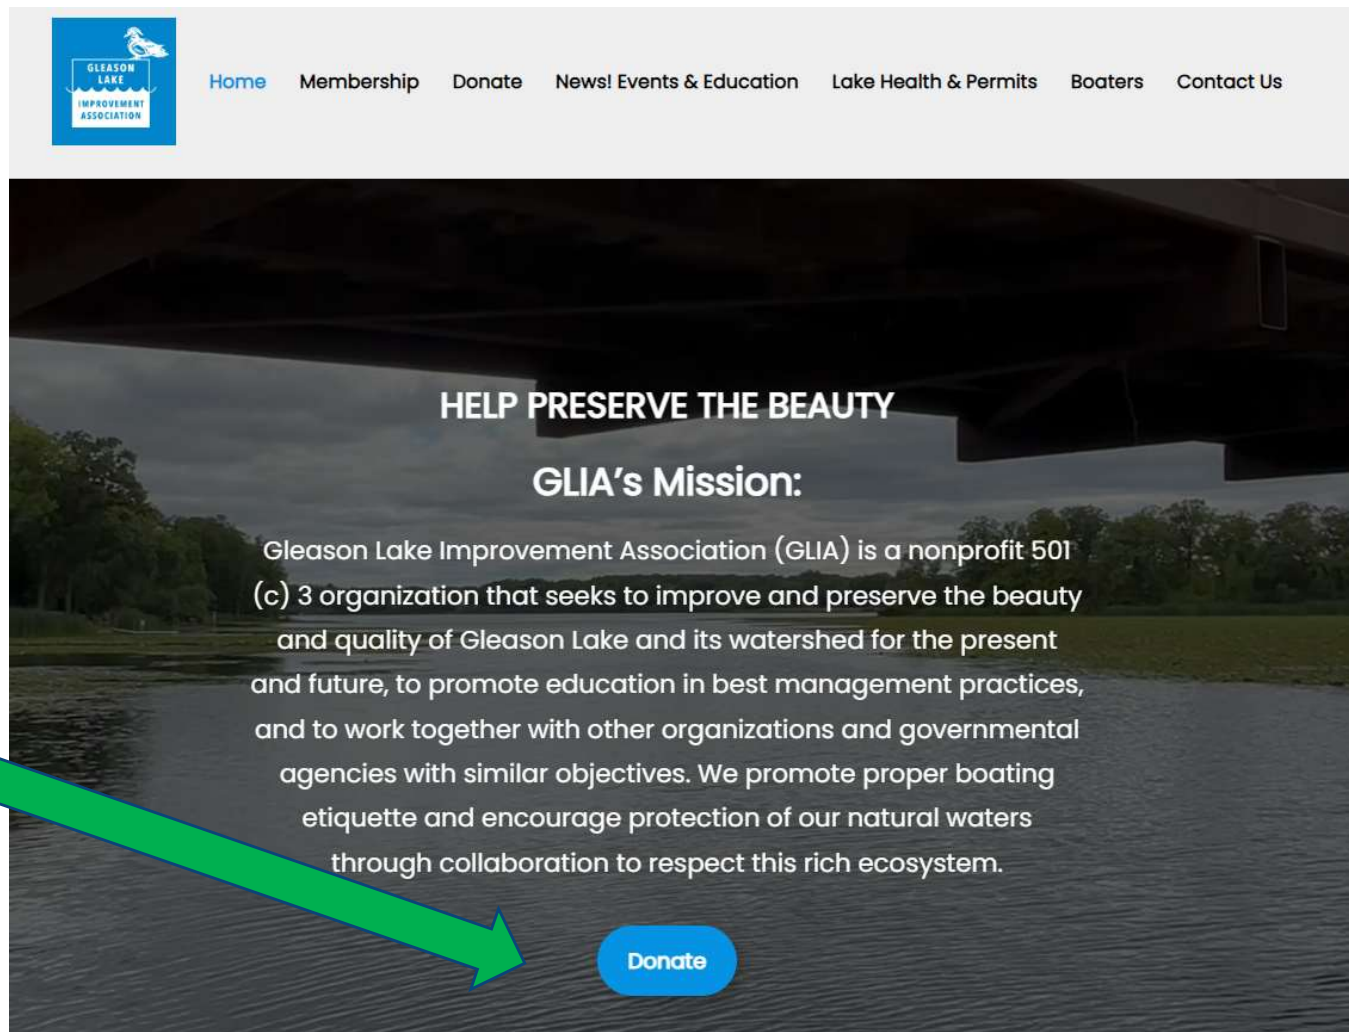 GLEASON
LAKE
IMPROVEMENT
ASSOCIATION
Home Membership Donate News! Events & Education Lake Health & Permits Boaters Contact Us
HELP PRESERVE THE BEAUTY
GLIA's Mission:
Gleason Lake Improvement Association (GLIA) is a nonprofit 501
(c) 3 organization that seeks to improve and preserve the beauty
and quality of Gleason Lake and its watershed for the present
and future, to promote education in best management practices,
and to work together with other organizations and governmental
agencies with similar objectives. We promote proper boating
etiquette and encourage protection of our natural waters
through collaboration to respect this rich ecosystem.
Donate